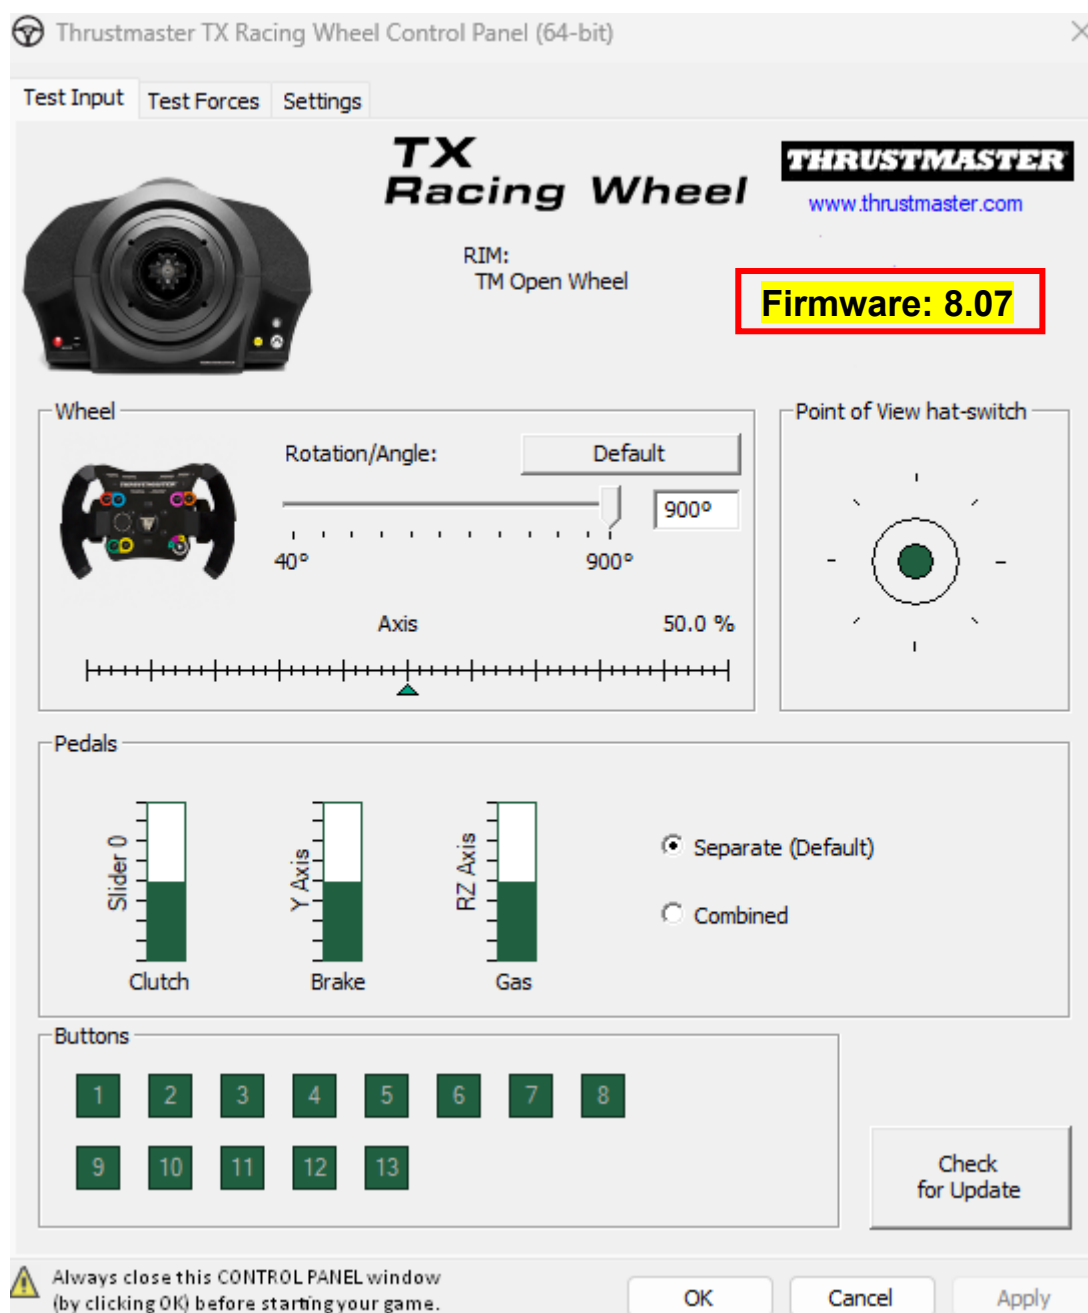 Thrustmaster TX Racing Wheel Control Panel (64-bit)
Test Input Test Forces Settings
TX
Racing Wheel
THRUSTMASTER
www.thrustmaster.com
RIM:
TM Open Wheel
Firmware: 8.07
Wheel
Rotation/Angle:
Default
900°
40°
900°
Axis
50.0 %
Point of View hat-switch
Pedals
Slider 0
Clutch
Y Axis
Brake
RZ Axis
Gas
Separate (Default)
Combined
Buttons
1 2 3 4 5 6 7 8
9 10 11 12 13
Check
for Update
Always close this CONTROL PANEL window
(by clicking OK) before starting your game.
OK Cancel Apply